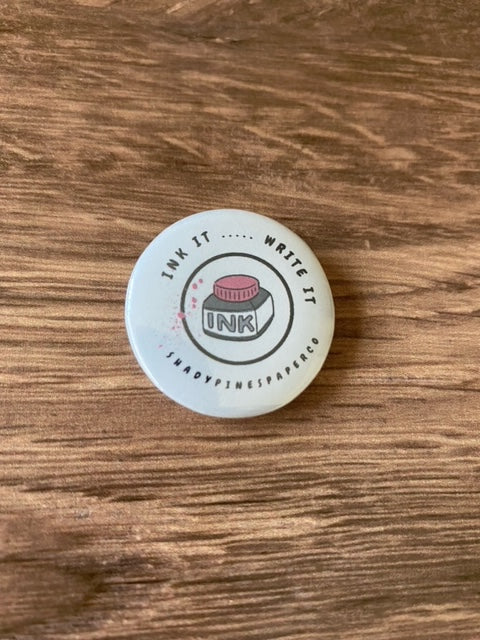 INK IT ..... WRITE IT
INK
SHADYPINESPAPERCO